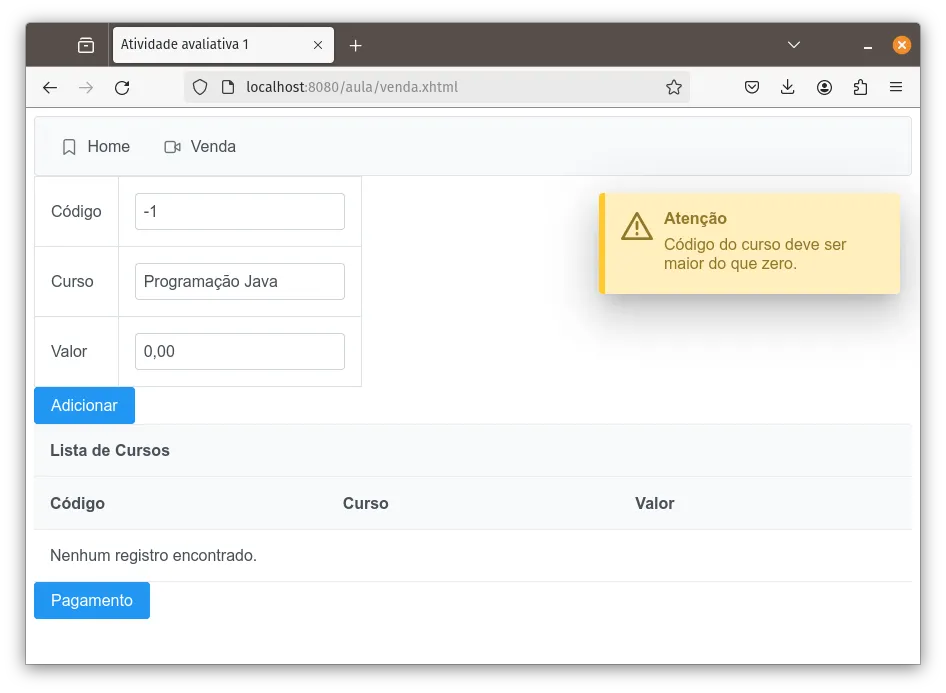 Atividade avaliativa 1
localhost:8080/aula/venda.xhtml
Home Venda
Código -1
Curso Programação Java
Valor 0,00
Atenção
Código do curso deve ser
maior do que zero.
Adicionar
Lista de Cursos
Código Curso Valor
Nenhum registro encontrado.
Pagamento